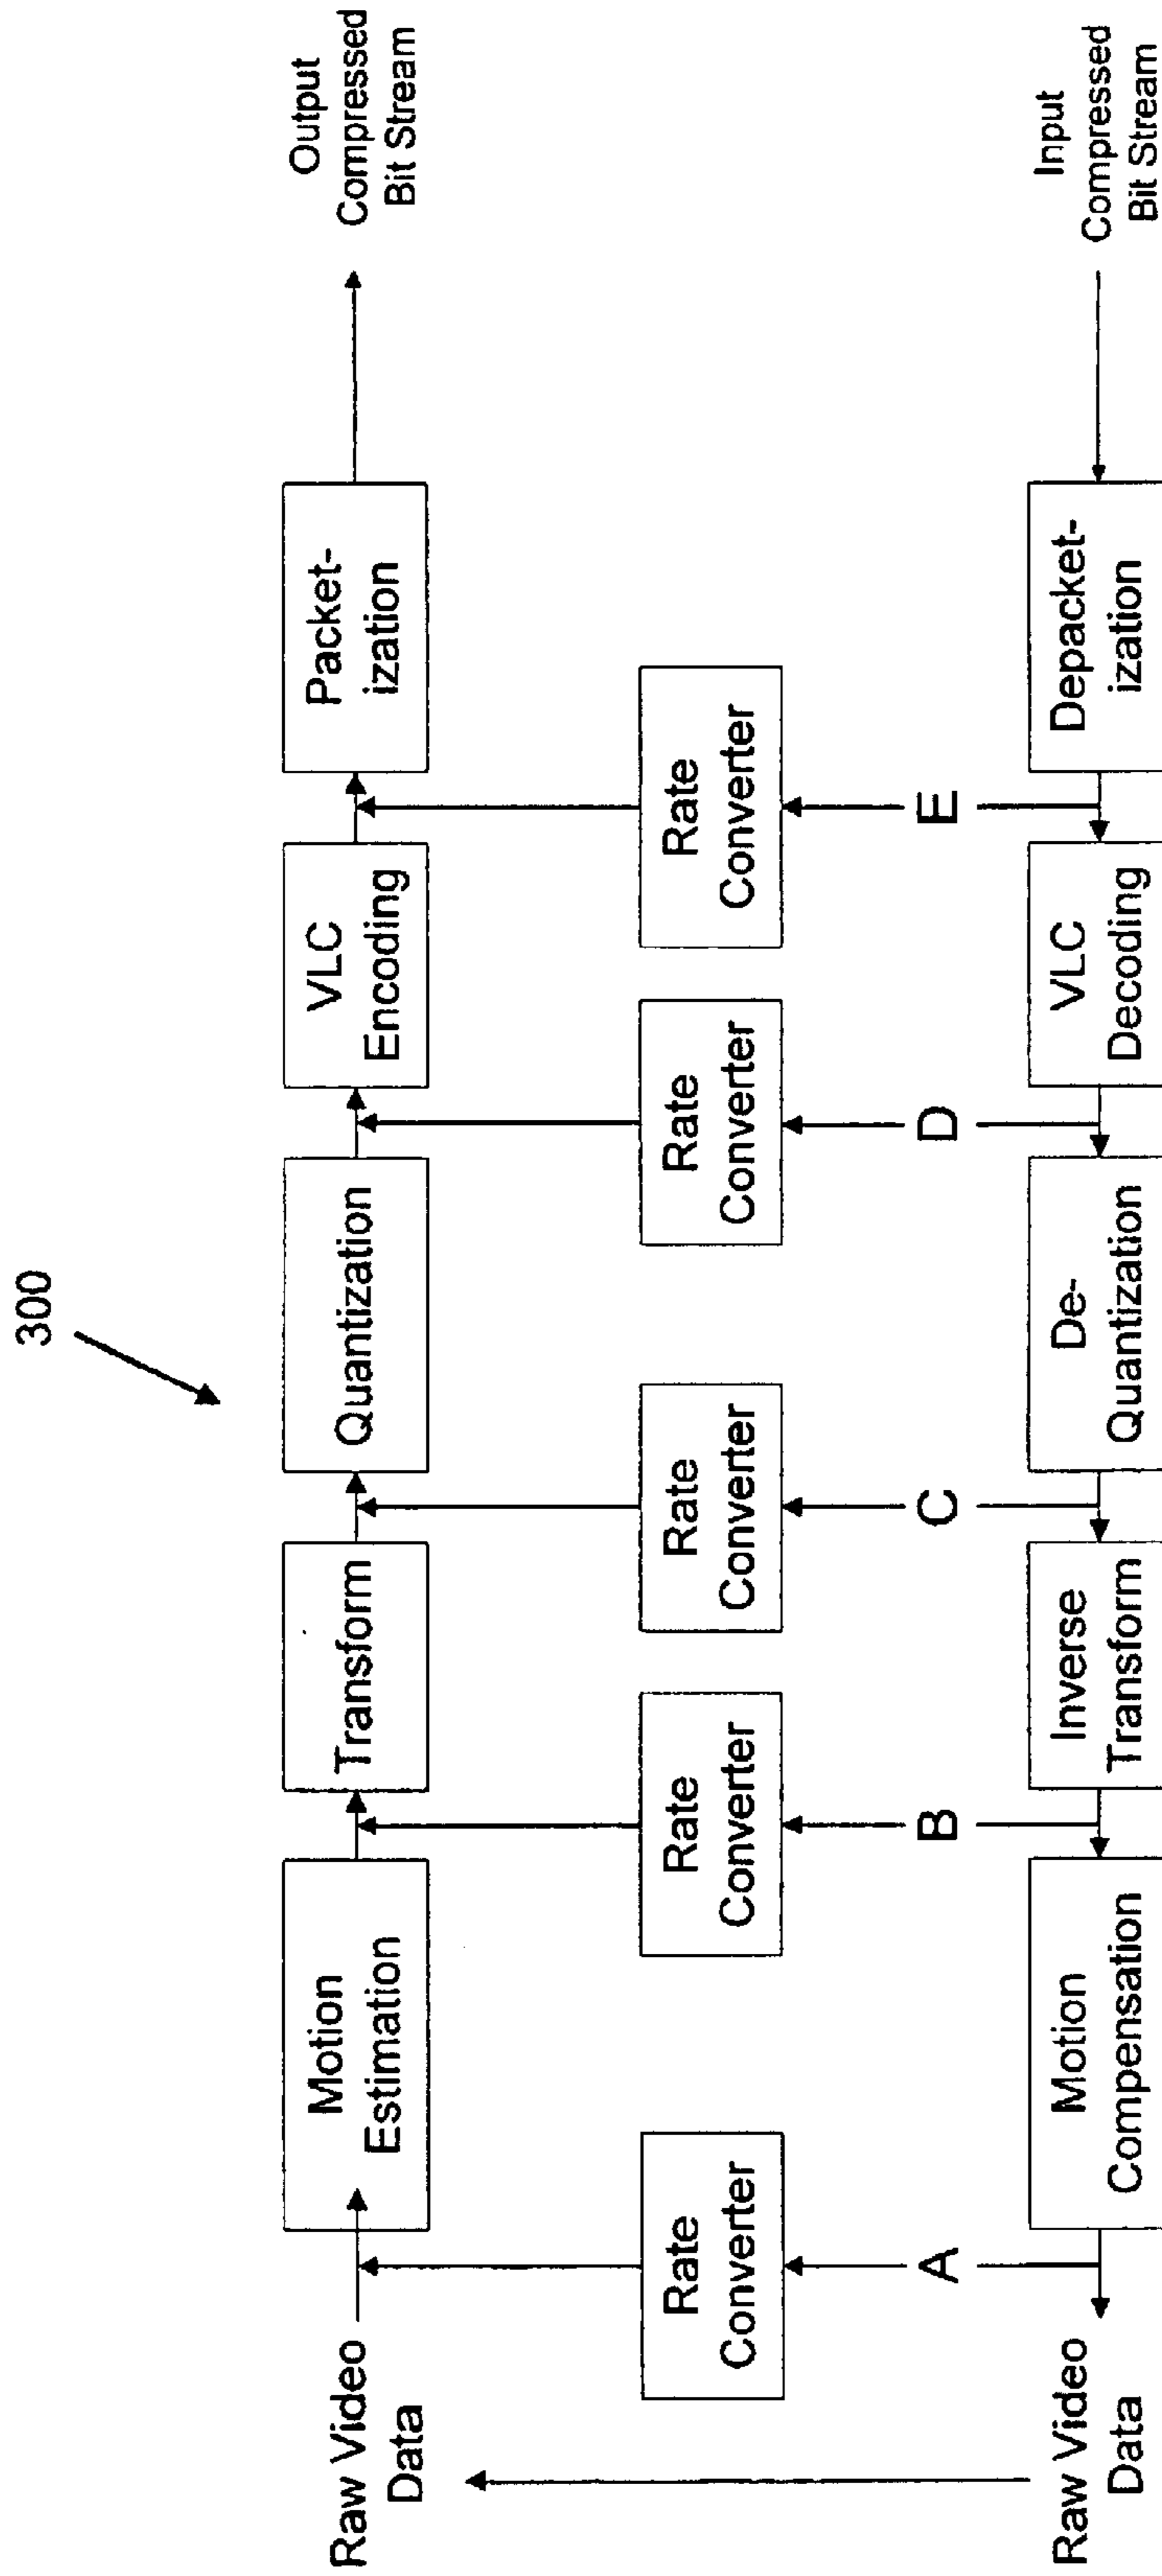 300
Raw Video
Data
Motion
Estimation
Transform
Quantization
VLC
Encoding
Packet-
ization
Output
Compressed
Bit Stream
Rate
Converter
Rate
Converter
Rate
Converter
Rate
Converter
Rate
Converter
A
B
C
D
E
Raw Video
Data
Motion
Compensation
Inverse
Transform
De-
Quantization
VLC
Decoding
Depacket-
ization
Input
Compressed
Bit Stream